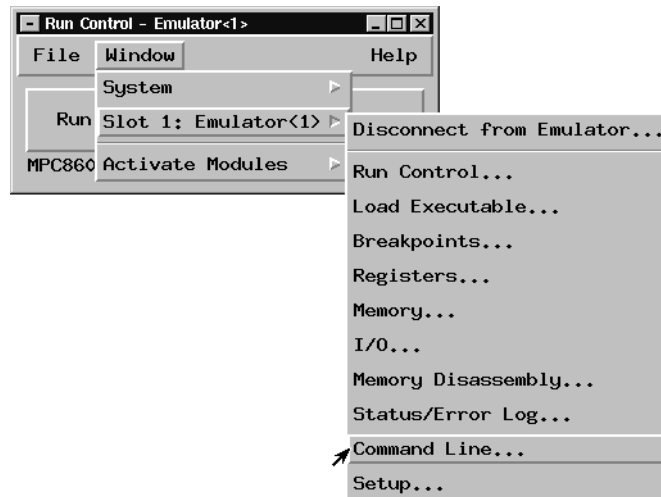 Run Control - Emulator<1>
File Window Help
System
Run Slot 1: Emulator<1>
MPC860 Activate Modules
Disconnect from Emulator...
Run Control...
Load Executable...
Breakpoints...
Registers...
Memory...
I/O...
Memory Disassembly...
Status/Error Log...
Command Line...
Setup...